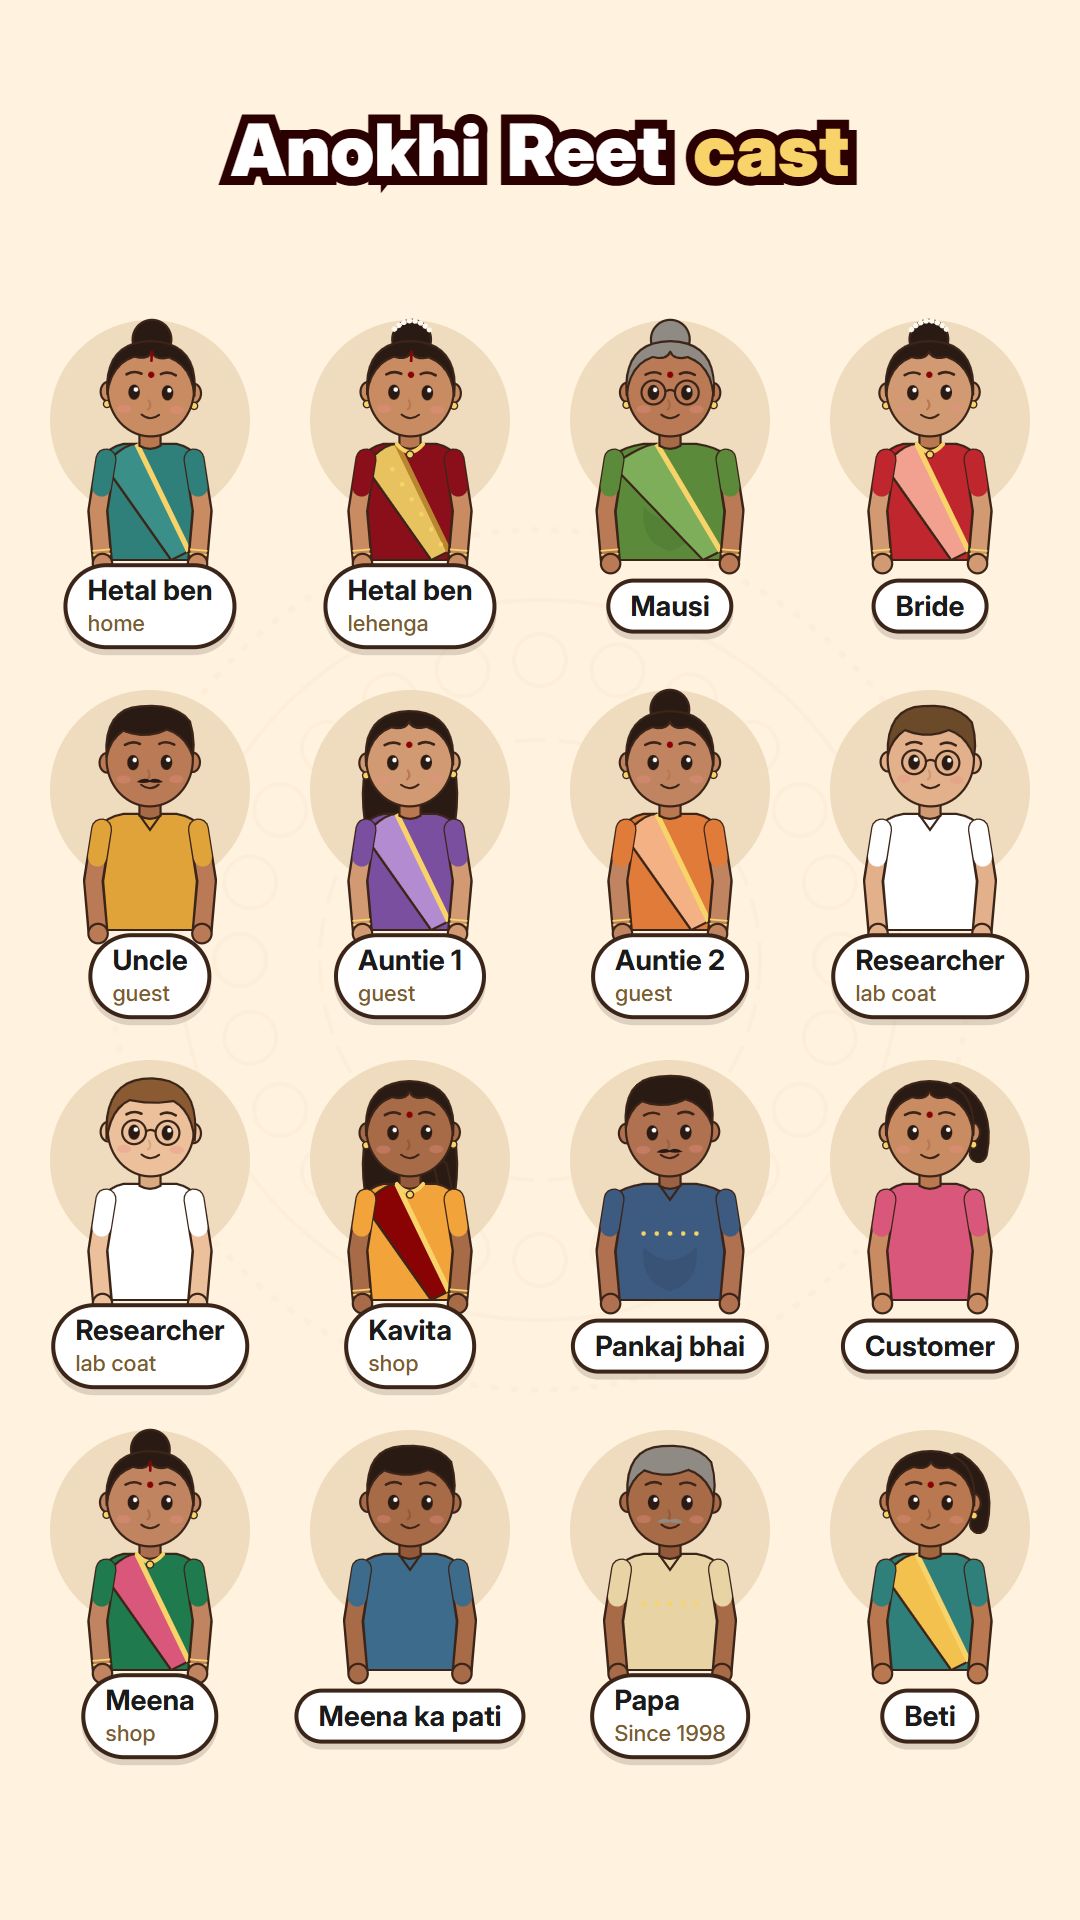 Anokhi Reet cast
Hetal ben
home
Hetal ben
lehenga
Mausi
Bride
Uncle
guest
Auntie 1
guest
Auntie 2
guest
Researcher
lab coat
Researcher
lab coat
Kavita
shop
Pankaj bhai
Customer
Meena
shop
Meena ka pati
Papa
Since 1998
Beti